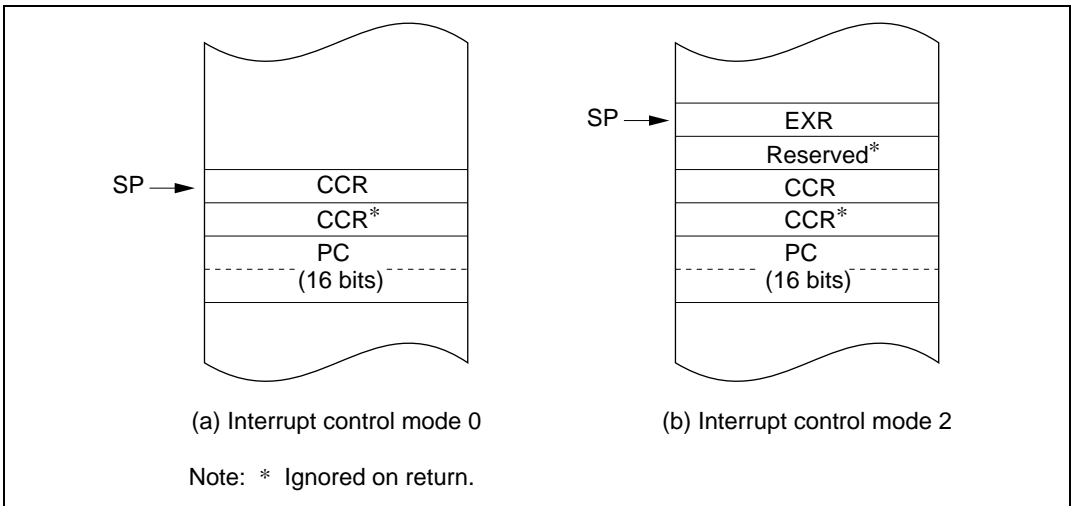 SP
CCR
CCR*
PC
(16 bits)
(a) Interrupt control mode 0
SP
EXR
Reserved*
CCR
CCR*
PC
(16 bits)
(b) Interrupt control mode 2
Note: * Ignored on return.